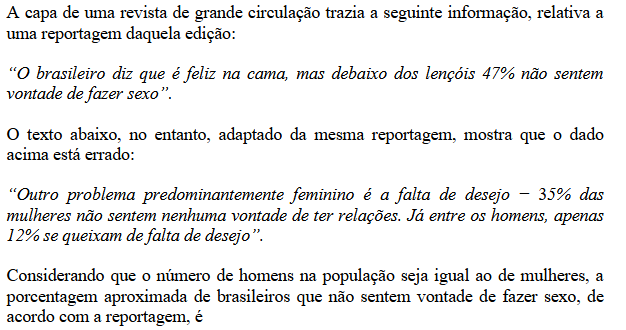 A capa de uma revista de grande circulação trazia a seguinte informação, relativa a
uma reportagem daquela edição:
“O brasileiro diz que é feliz na cama, mas debaixo dos lençóis 47% não sentem
vontade de fazer sexo”.
O texto abaixo, no entanto, adaptado da mesma reportagem, mostra que o dado
acima está errado:
“Outro problema predominantemente feminino é a falta de desejo − 35% das
mulheres não sentem nenhuma vontade de ter relações. Já entre os homens, apenas
12% se queixam de falta de desejo”.
Considerando que o número de homens na população seja igual ao de mulheres, a
porcentagem aproximada de brasileiros que não sentem vontade de fazer sexo, de
acordo com a reportagem, é